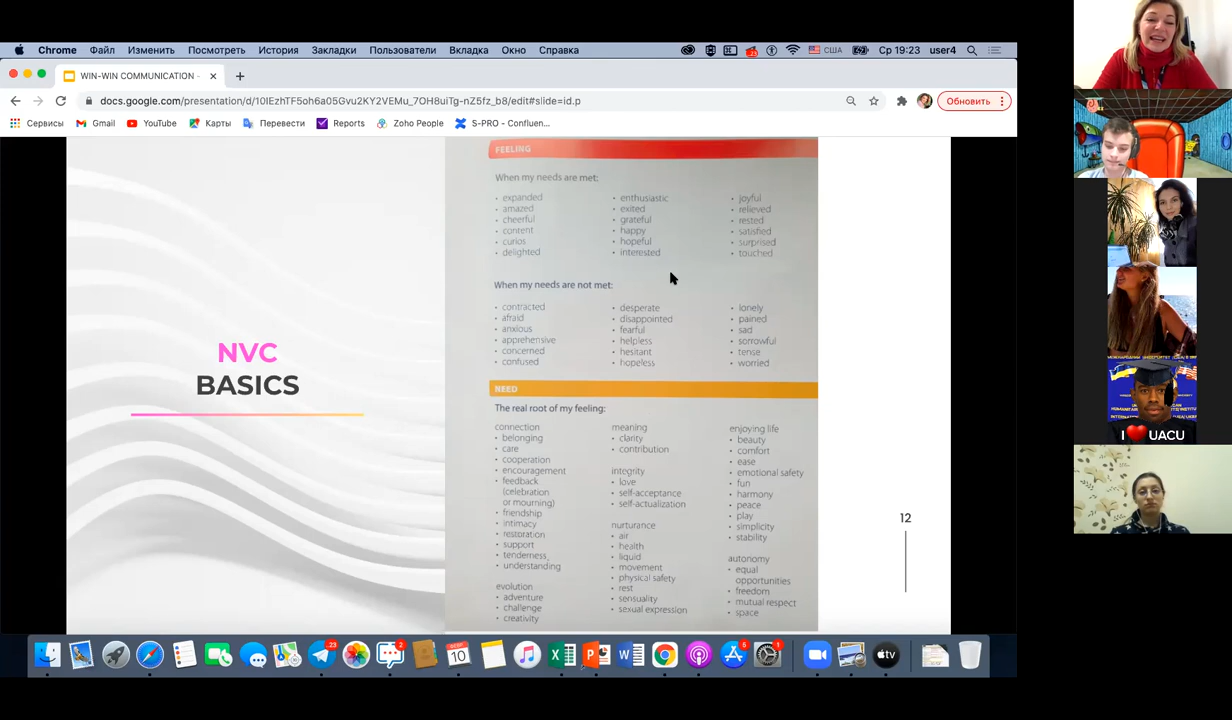 Chrome Файл Изменить Посмотреть История Закладки Пользователи Вкладка Окно Справка
США Ср 19:23 user4
WIN-WIN COMMUNICATION -
docs.google.com/presentation/d/10IEzhTF5oh6a05Gvu2KY2VEMu_7OH8uiTg-nZ5fz_b8/edit#slide=id.p
Обновить
Сервисы Gmail YouTube Карты Перевести Reports Zoho People S-PRO - Confluen...
NVC
BASICS
FEELING
When my needs are met:
• expanded
• amazed
• cheerful
• content
• curios
• delighted
• enthusiastic
• exited
• grateful
• happy
• hopeful
• interested
• joyful
• relieved
• rested
• satisfied
• surprised
• touched
When my needs are not met:
• contracted
• afraid
• anxious
• apprehensive
• concerned
• confused
• desperate
• disappointed
• fearful
• helpless
• hesitant
• hopeless
• lonely
• pained
• sad
• sorrowful
• tense
• worried
NEED
The real root of my feeling:
connection
• belonging
• care
• cooperation
• encouragement
• feedback
(celebration
or mourning)
• friendship
• intimacy
• restoration
• support
• tenderness,
• understanding
evolution
• adventure
• challenge
• creativity
meaning
• clarity
• contribution
integrity
• love
• self-acceptance
• self-actualization
nurturance
• air
• health
• liquid
• movement
• physical safety
• rest
• sensuality
• sexual expression
enjoying life
• beauty
• comfort
• ease
• emotional safety
• fun
• harmony
• peace
• play
• simplicity
• stability
autonomy
• equal
opportunities
• freedom
• mutual respect
• space
12
I ❤ UACU
23
2
10
6
1
tv